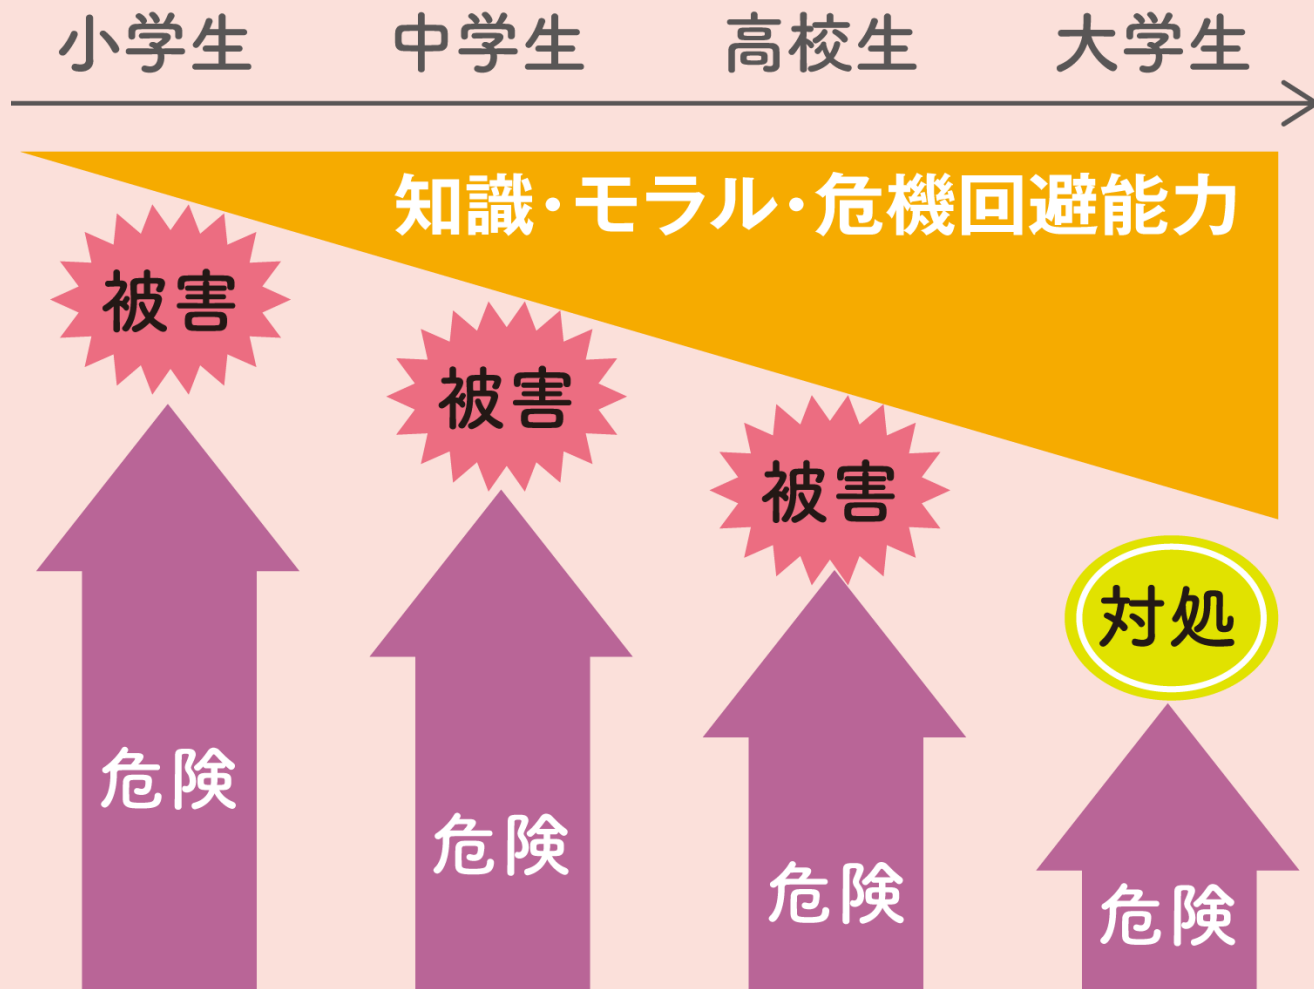 小学生 中学生 高校生 大学生
知識・モラル・危機回避能力
被害
被害
被害
対処
危険
危険
危険
危険